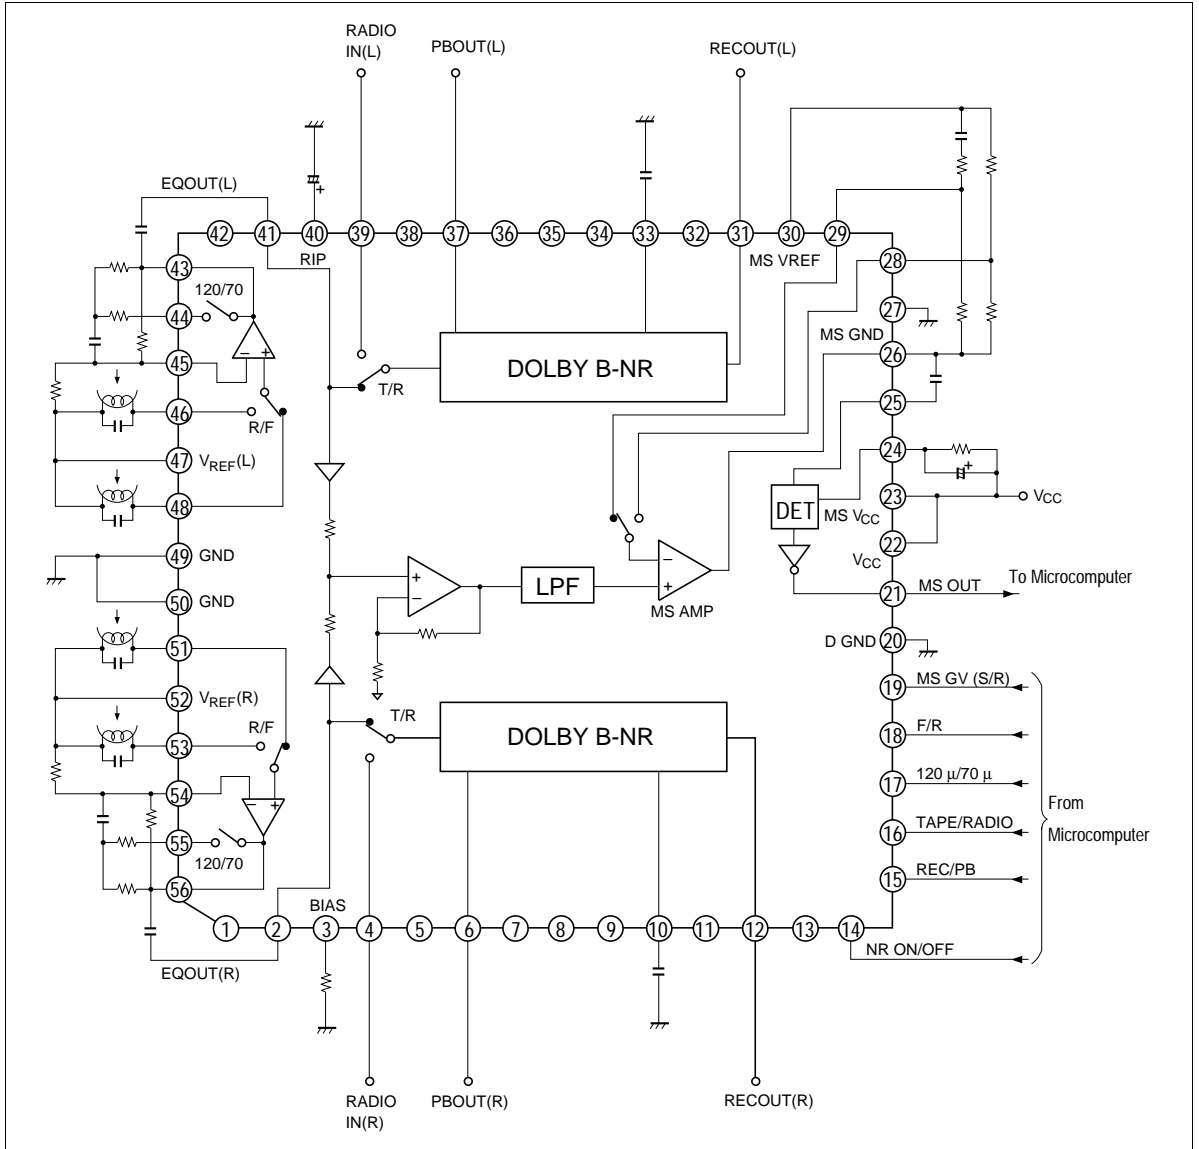 RADIO
IN(L)
PBOUT(L)
RECOUT(L)
EQOUT(L)
+
42 41 40 39 38 37 36 35 34 33 32 31 30 29
RIP
MS VREF
43
28
120/70
44
27
MS GND
45
− +
26
DOLBY B-NR
T/R
46
R/F
25
47
VREF(L)
24
+
48
DET
MS VCC
23
VCC
22
VCC
49
GND
50
GND
+
−
LPF
−
+
MS AMP
21
MS OUT
To Microcomputer
51
20
D GND
52
VREF(R)
19
MS GV (S/R)
T/R
R/F
53
DOLBY B-NR
18
F/R
54
− +
17
120 μ/70 μ
From
Microcomputer
55
120/70
16
TAPE/RADIO
56
15
REC/PB
BIAS
1 2 3 4 5 6 7 8 9 10 11 12 13 14
NR ON/OFF
EQOUT(R)
RADIO
IN(R)
PBOUT(R)
RECOUT(R)